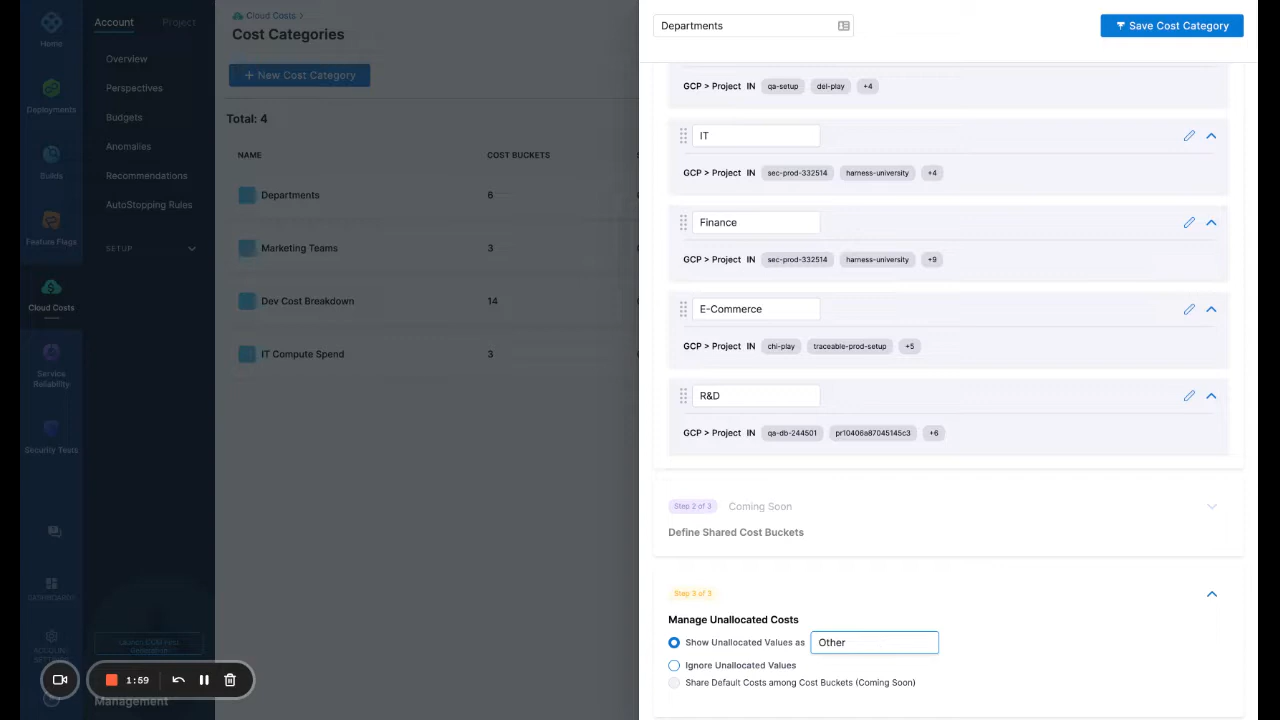 Home
Deployments
Builds
Feature Flags
Cloud Costs
Service
Reliability
Security Tests
DASHBOARDS
ACCOUNT
Account
Project
Overview
Perspectives
Budgets
Anomalies
Recommendations
AutoStopping Rules
SETUP
1:59
Management
Cloud Costs >
Cost Categories
+ New Cost Category
Total: 4
NAME COST BUCKETS
Departments 6
Marketing Teams 3
Dev Cost Breakdown 14
IT Compute Spend 3
Departments
Save Cost Category
GCP > Project IN qa-setup del-play +4
IT
GCP > Project IN sec-prod-332514 harness-university +4
Finance
GCP > Project IN sec-prod-332514 harness-university +9
E-Commerce
GCP > Project IN chi-play traceable-prod-setup +5
R&D
GCP > Project IN qa-db-244501 pr10406a87045145c3 +6
Step 2 of 3 Coming Soon
Define Shared Cost Buckets
Step 3 of 3
Manage Unallocated Costs
Show Unallocated Values as Other
Ignore Unallocated Values
Share Default Costs among Cost Buckets (Coming Soon)